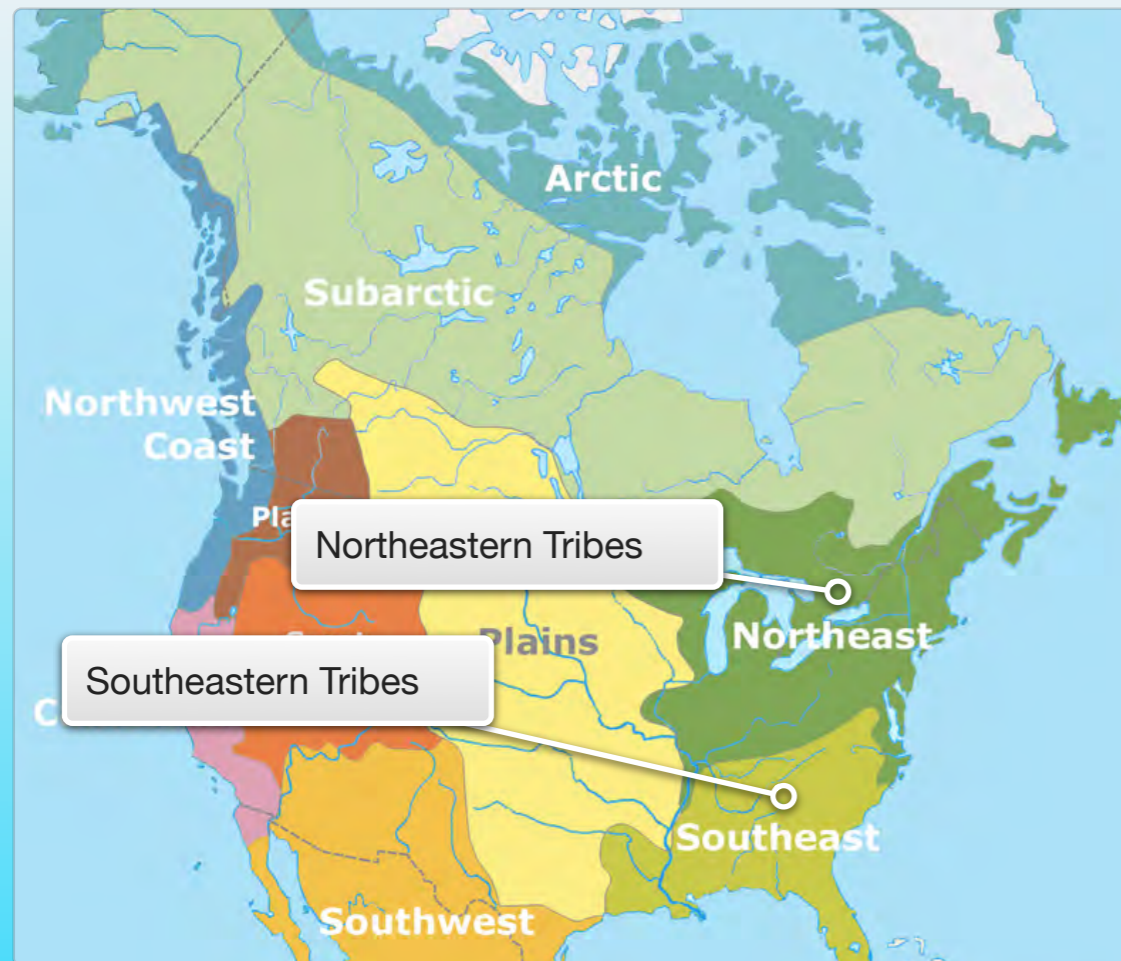 Arctic
Subarctic
Northwest
Coast
Northeastern Tribes
Plains
Northeast
Southeastern Tribes
Southeast
Southwest